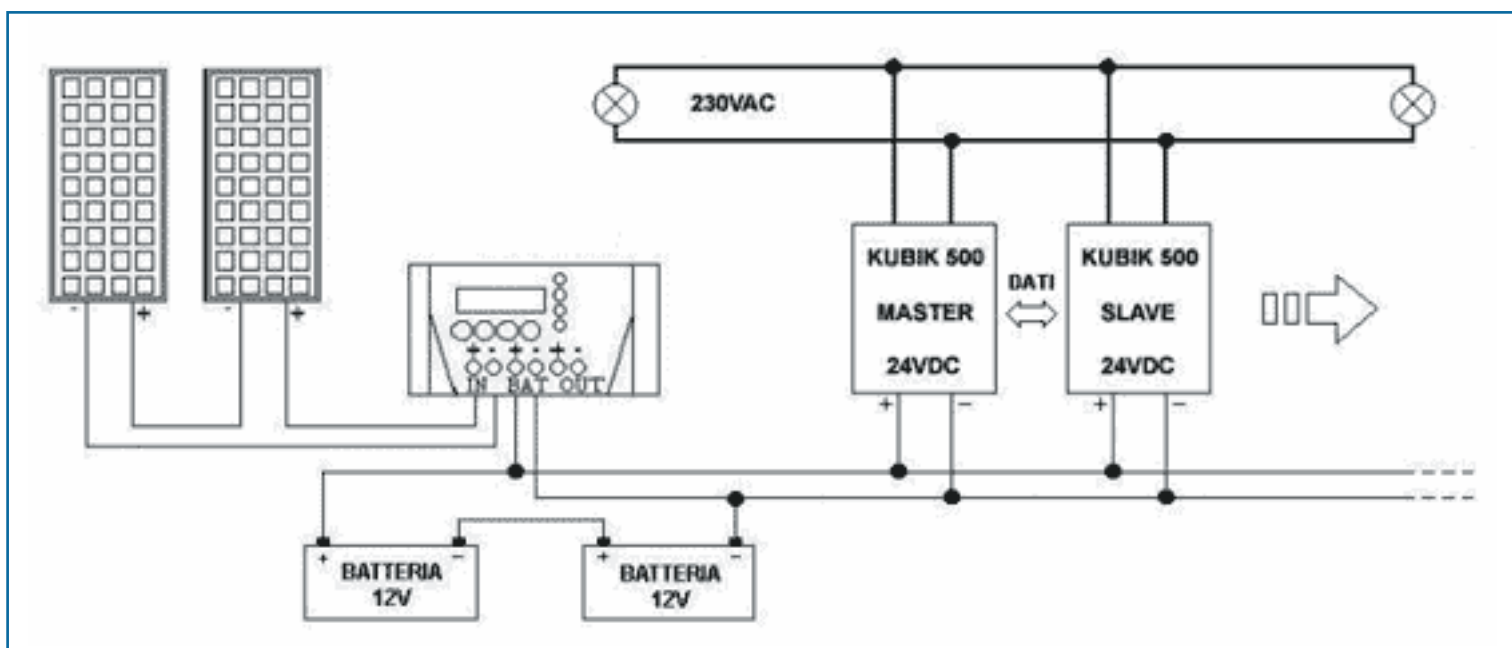 230VAC
- + - +
KUBIK 500
MASTER
24VDC
+ −
DATI
KUBIK 500
SLAVE
24VDC
+ −
+ - + - + -
IN BAT OUT
+ −
BATTERIA
12V
+ −
BATTERIA
12V